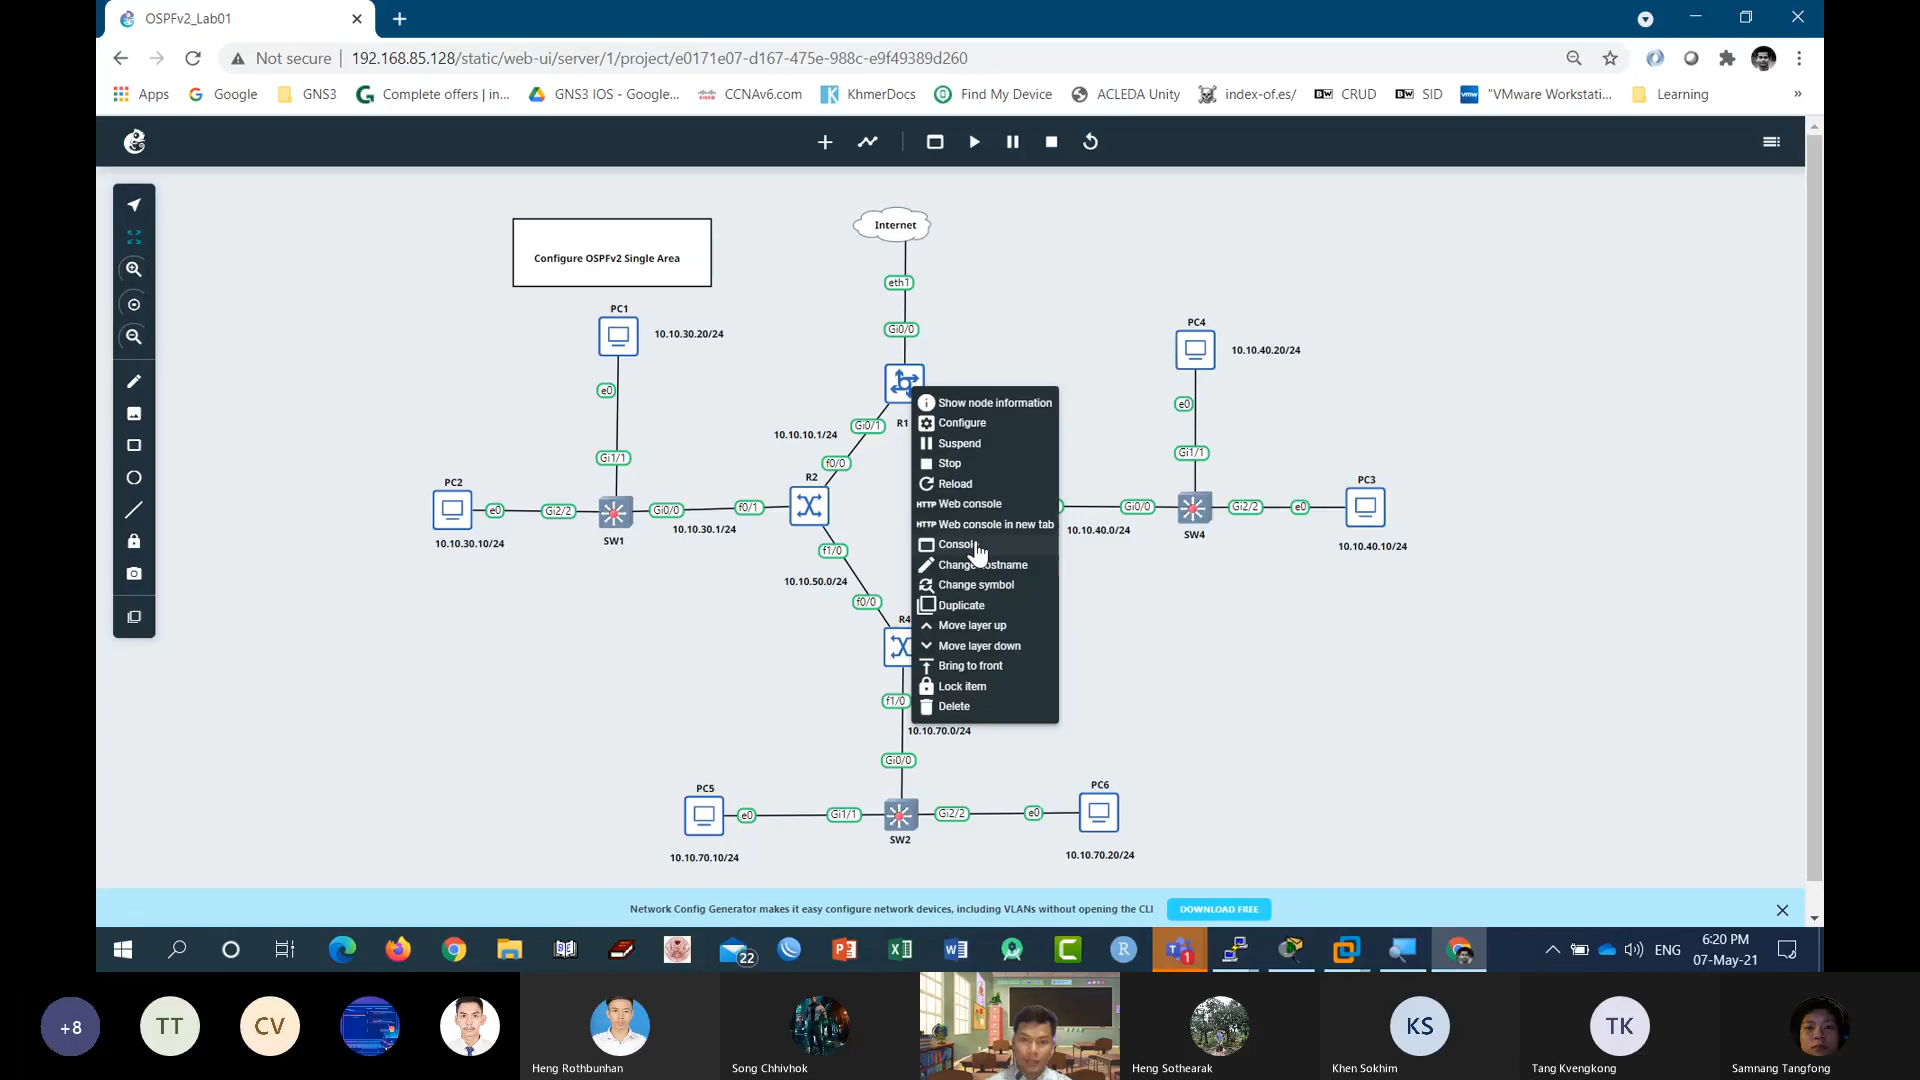 OSPFv2_Lab01
Not secure
192.168.85.128/static/web-ui/server/1/project/e0171e07-d167-475e-988c-e9f49389d260
Apps
Google
GNS3
Complete offers | in...
GNS3 IOS - Google...
CCNAv6.com
KhmerDocs
Find My Device
ACLEDA Unity
index-of.es/
CRUD
SID
"VMware Workstati...
Learning
»
Internet
Configure OSPFv2 Single Area
eth1
PC1
Gi0/0
10.10.30.20/24
PC4
10.10.40.20/24
e0
e0
R1
Gi0/1
10.10.10.1/24
Gi1/1
f0/0
Gi1/1
R2
PC2
PC3
e0
Gi2/2
Gi0/0
f0/1
Gi0/0
Gi2/2
e0
10.10.30.1/24
10.10.40.0/24
SW1
SW4
10.10.30.10/24
10.10.40.10/24
f1/0
10.10.50.0/24
f0/0
R4
f1/0
10.10.70.0/24
Gi0/0
PC5
PC6
e0
Gi1/1
Gi2/2
e0
SW2
10.10.70.10/24
10.10.70.20/24
Show node information
Configure
Suspend
Stop
Reload
HTTP Web console
HTTP Web console in new tab
Consol
Change hostname
Change symbol
Duplicate
Move layer up
Move layer down
Bring to front
Lock item
Delete
Network Config Generator makes it easy configure network devices, including VLANs without opening the CLI
DOWNLOAD FREE
22
1
ENG
6:20 PM
07-May-21
+8
TT
CV
KS
TK
Heng Rothbunhan
Song Chhivhok
Heng Sothearak
Khen Sokhim
Tang Kvengkong
Samnang Tangfong